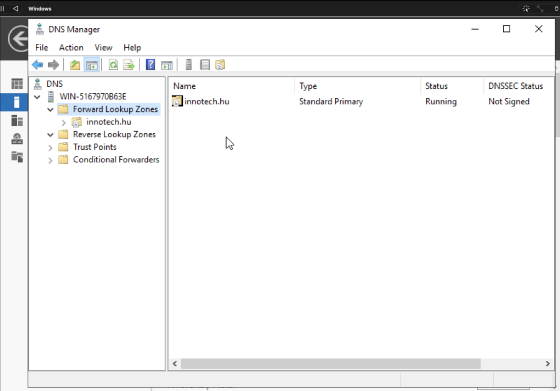 Windows
DNS Manager
File Action View Help
DNS
WIN-5167970B63E
Forward Lookup Zones
innotech.hu
Reverse Lookup Zones
Trust Points
Conditional Forwarders
Name Type Status DNSSEC Status
innotech.hu Standard Primary Running Not Signed